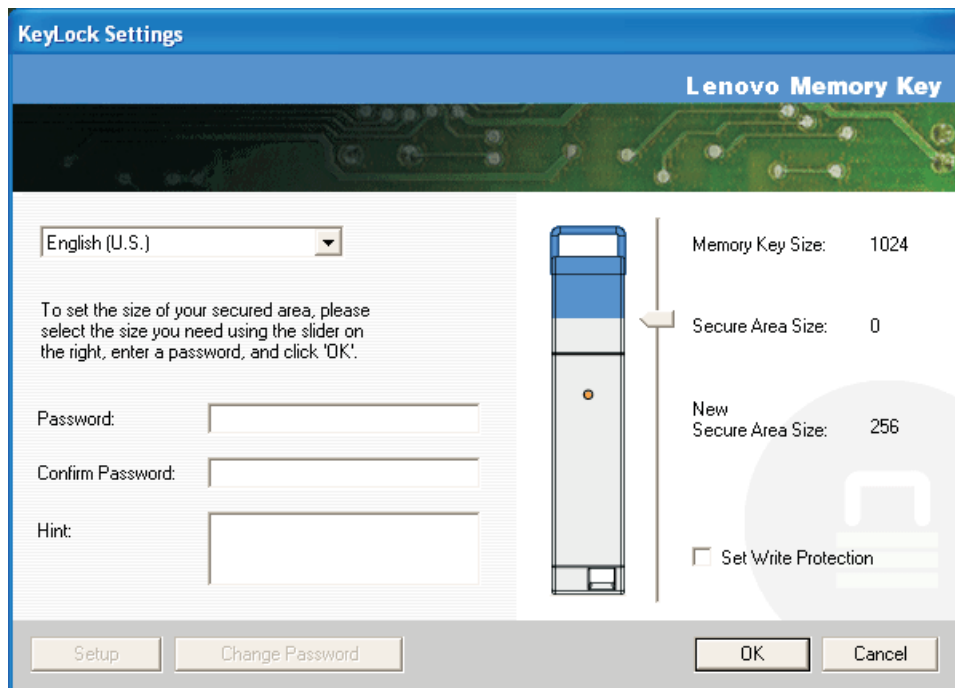 KeyLock Settings
Lenovo Memory Key
English (U.S.)
To set the size of your secured area, please
select the size you need using the slider on
the right, enter a password, and click 'OK'.
Password:
Confirm Password:
Hint:
Memory Key Size: 1024
Secure Area Size: 0
New
Secure Area Size: 256
Set Write Protection
Setup
Change Password
OK
Cancel